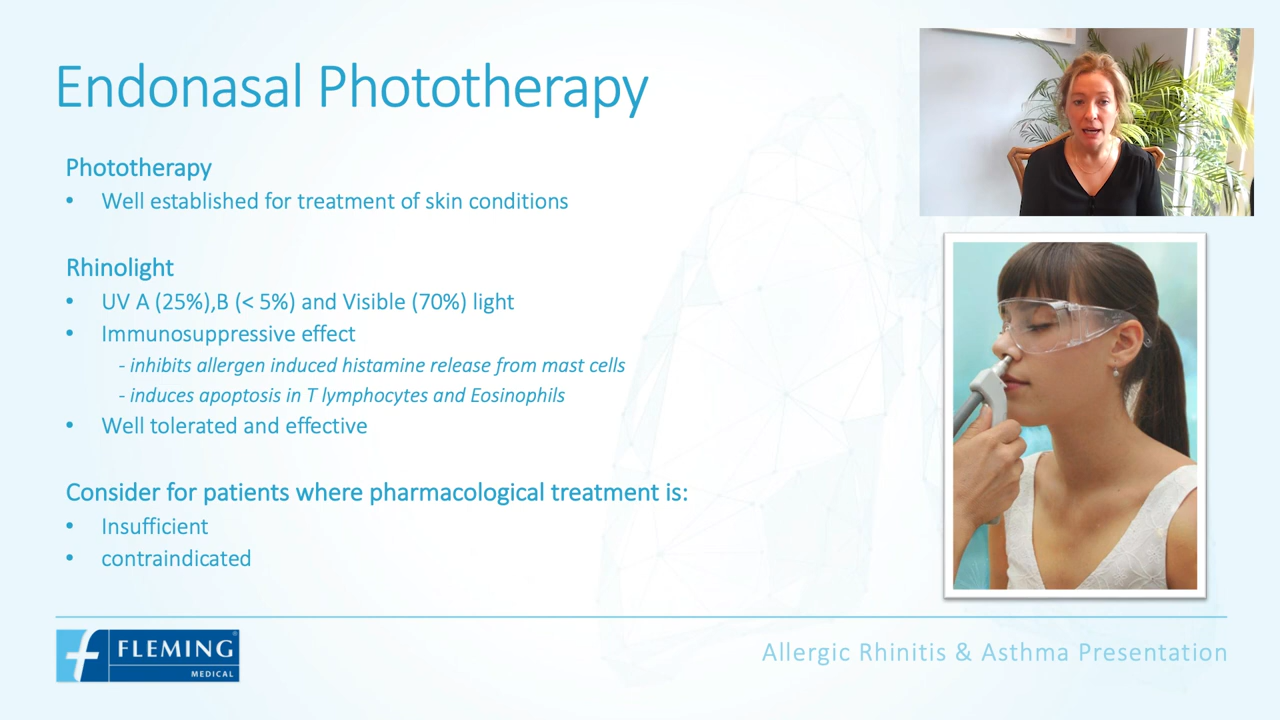 Endonasal Phototherapy
Phototherapy
• Well established for treatment of skin conditions
Rhinolight
• UV A (25%),B (< 5%) and Visible (70%) light
• Immunosuppressive effect
- inhibits allergen induced histamine release from mast cells
- induces apoptosis in T lymphocytes and Eosinophils
• Well tolerated and effective
Consider for patients where pharmacological treatment is:
• Insufficient
• contraindicated
FLEMING®
MEDICAL
Allergic Rhinitis & Asthma Presentation